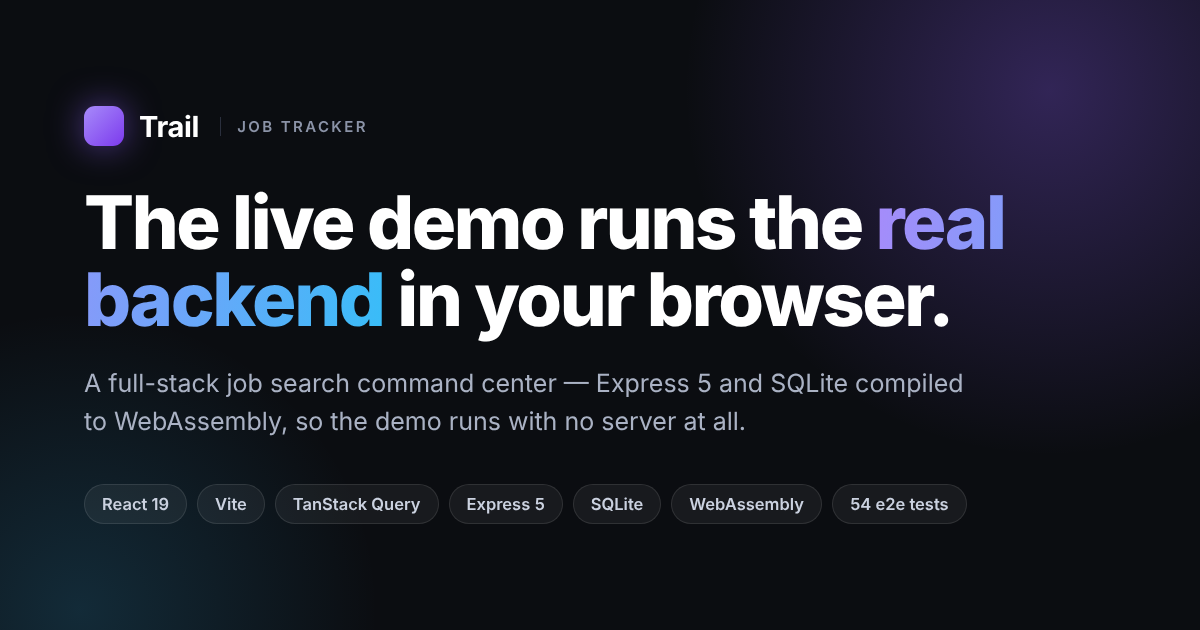 Trail JOB TRACKER
The live demo runs the real
backend in your browser.
A full-stack job search command center — Express 5 and SQLite compiled
to WebAssembly, so the demo runs with no server at all.
React 19 Vite TanStack Query Express 5 SQLite WebAssembly 54 e2e tests